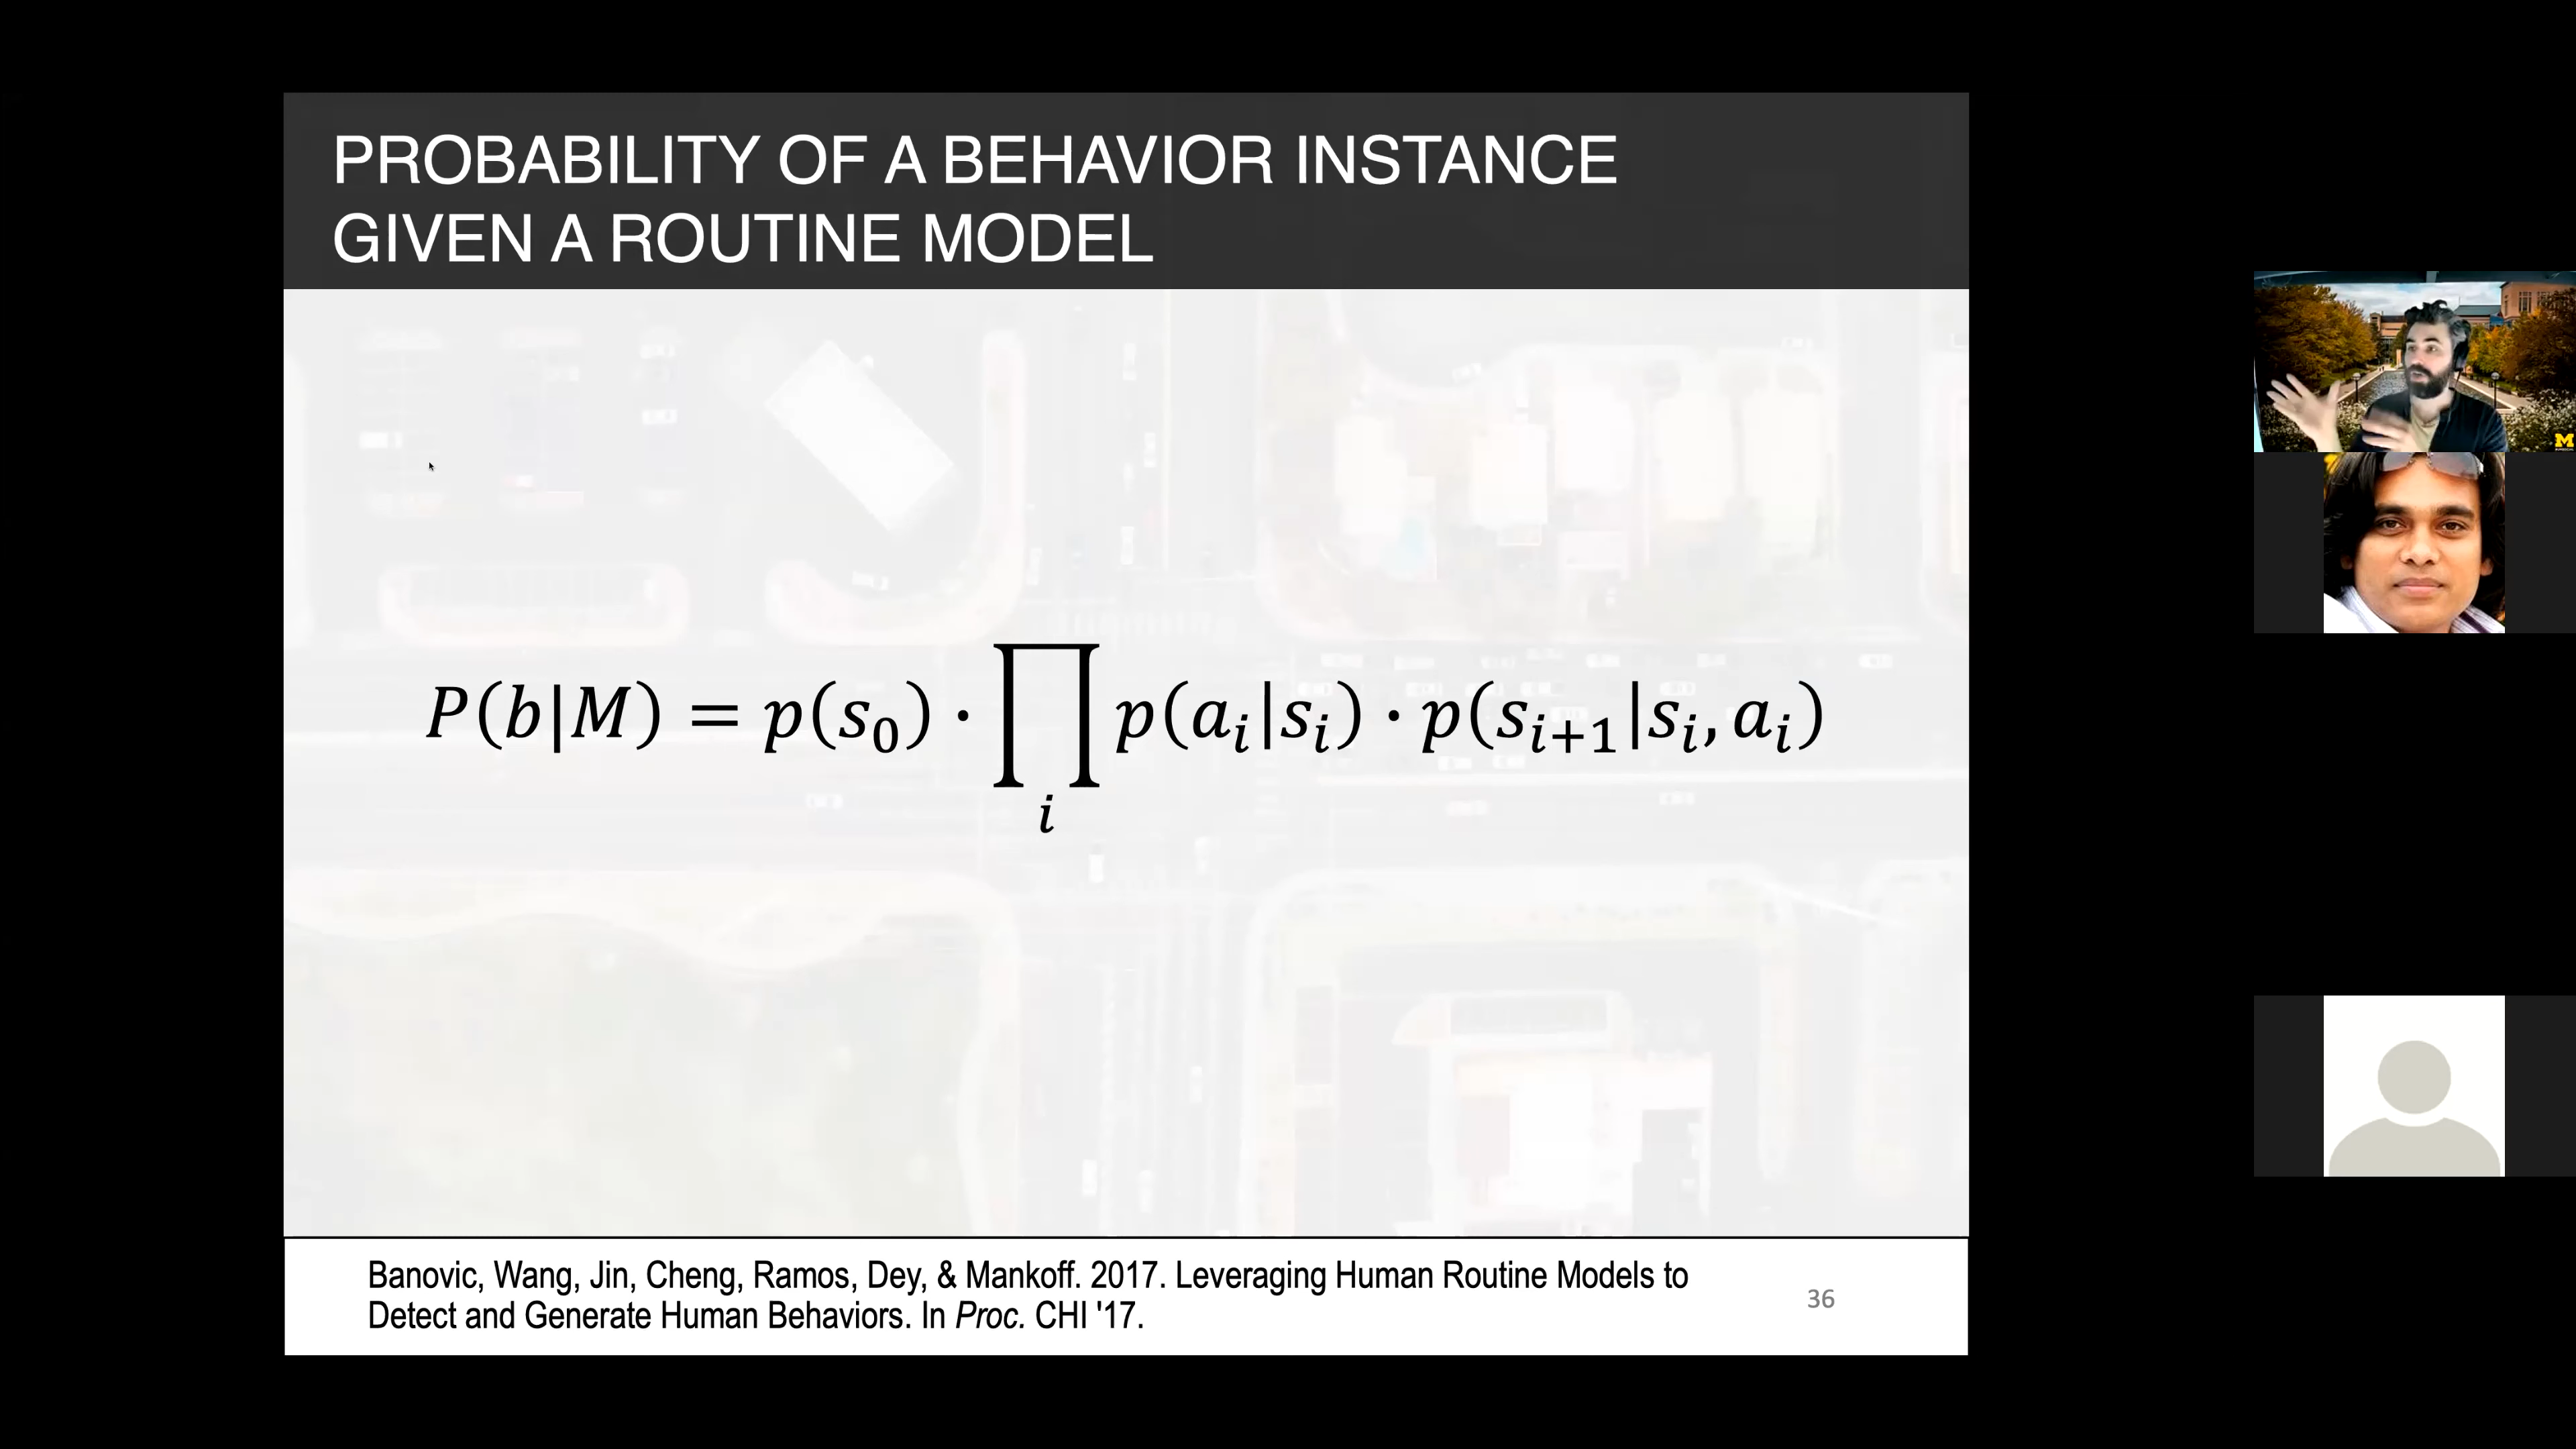 PROBABILITY OF A BEHAVIOR INSTANCE
GIVEN A ROUTINE MODEL
P(b|M) = p(s₀) · ∏ᵢ p(aᵢ|sᵢ) · p(sᵢ₊₁|sᵢ, aᵢ)
Banovic, Wang, Jin, Cheng, Ramos, Dey, & Mankoff. 2017. Leveraging Human Routine Models to
Detect and Generate Human Behaviors. In Proc. CHI '17.
36
M